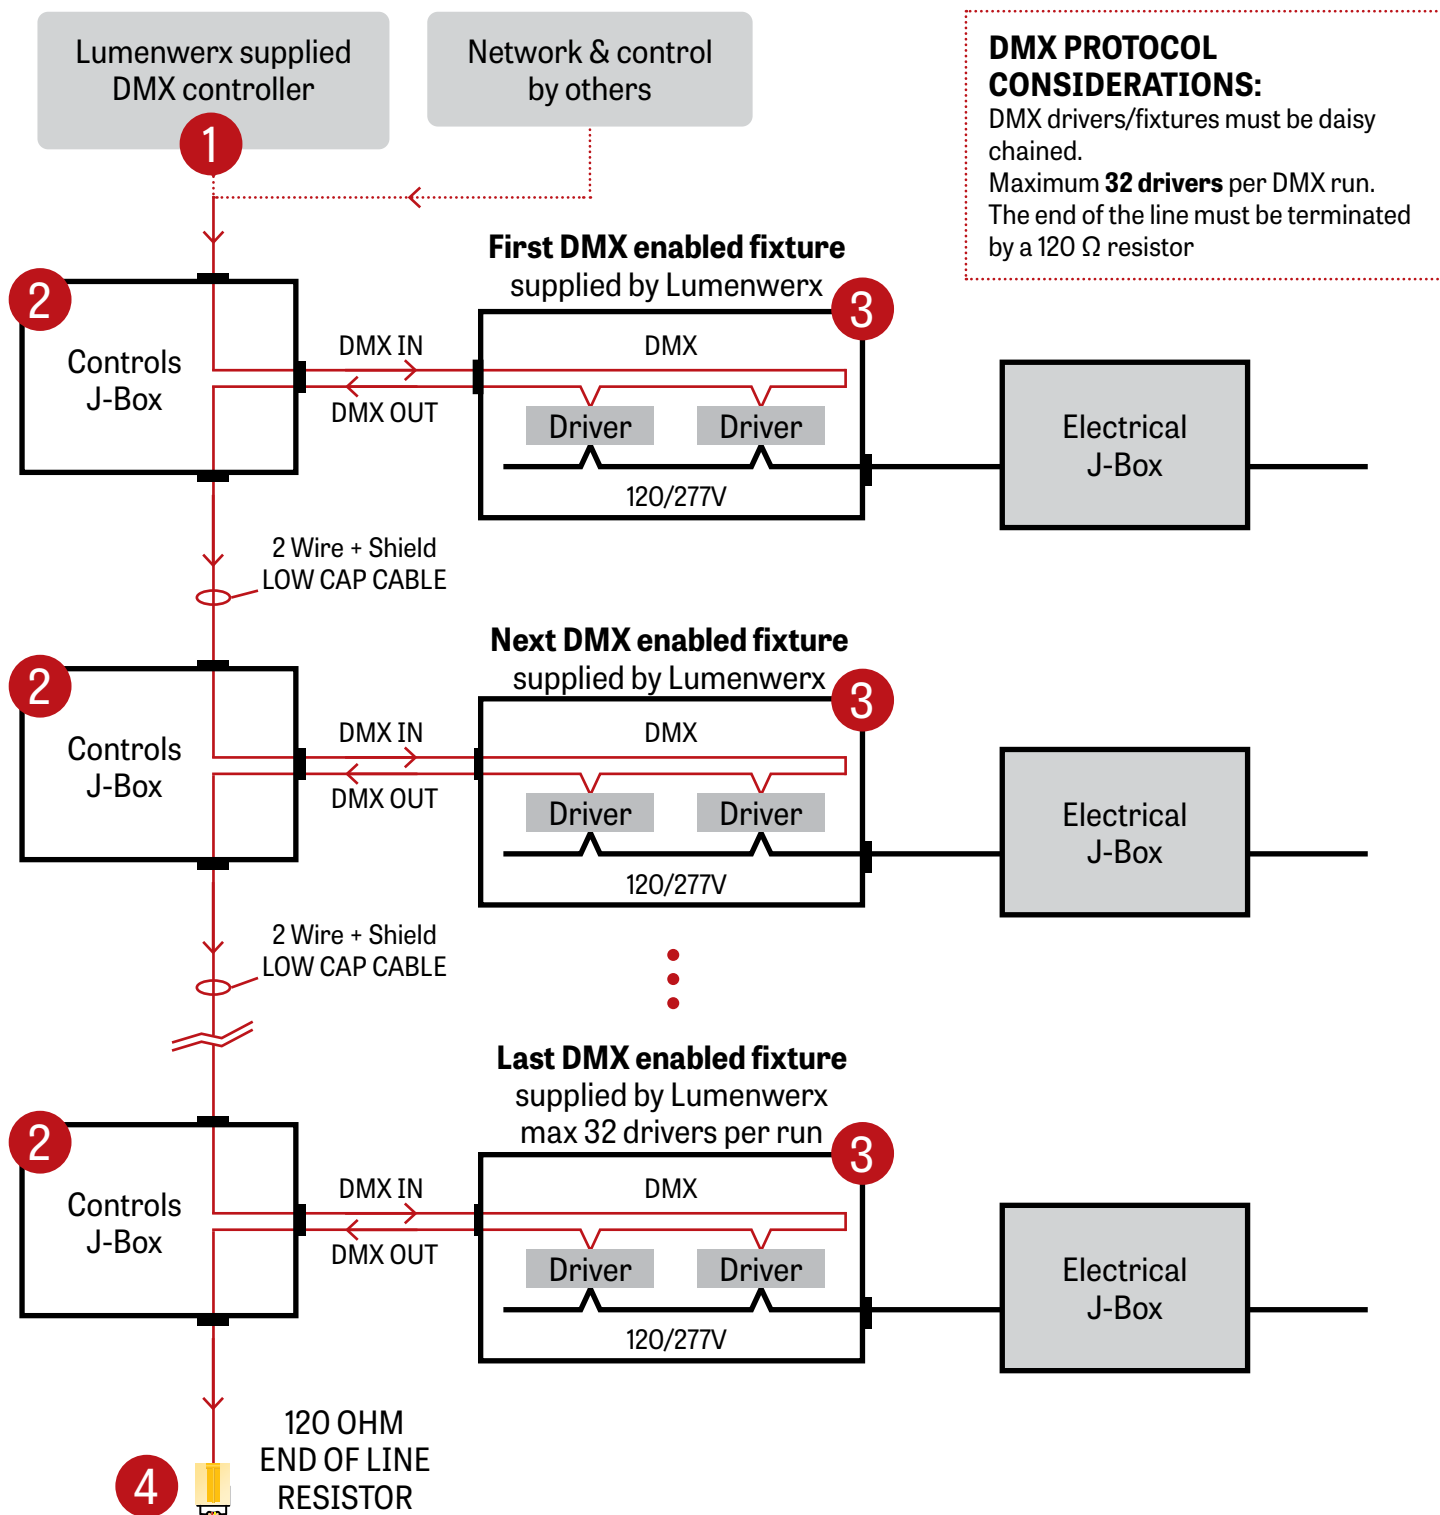 Lumenwerx supplied
DMX controller
1
Network & control
by others
DMX PROTOCOL
CONSIDERATIONS:
DMX drivers/fixtures must be daisy
chained.
Maximum 32 drivers per DMX run.
The end of the line must be terminated
by a 120 Ω resistor
2
Controls
J-Box
DMX IN
DMX OUT
First DMX enabled fixture
supplied by Lumenwerx
3
DMX
Driver
Driver
120/277V
Electrical
J-Box
2 Wire + Shield
LOW CAP CABLE
2
Controls
J-Box
DMX IN
DMX OUT
Next DMX enabled fixture
supplied by Lumenwerx
3
DMX
Driver
Driver
120/277V
Electrical
J-Box
2 Wire + Shield
LOW CAP CABLE
2
Controls
J-Box
DMX IN
DMX OUT
Last DMX enabled fixture
supplied by Lumenwerx
max 32 drivers per run
3
DMX
Driver
Driver
120/277V
Electrical
J-Box
4
120 OHM
END OF LINE
RESISTOR